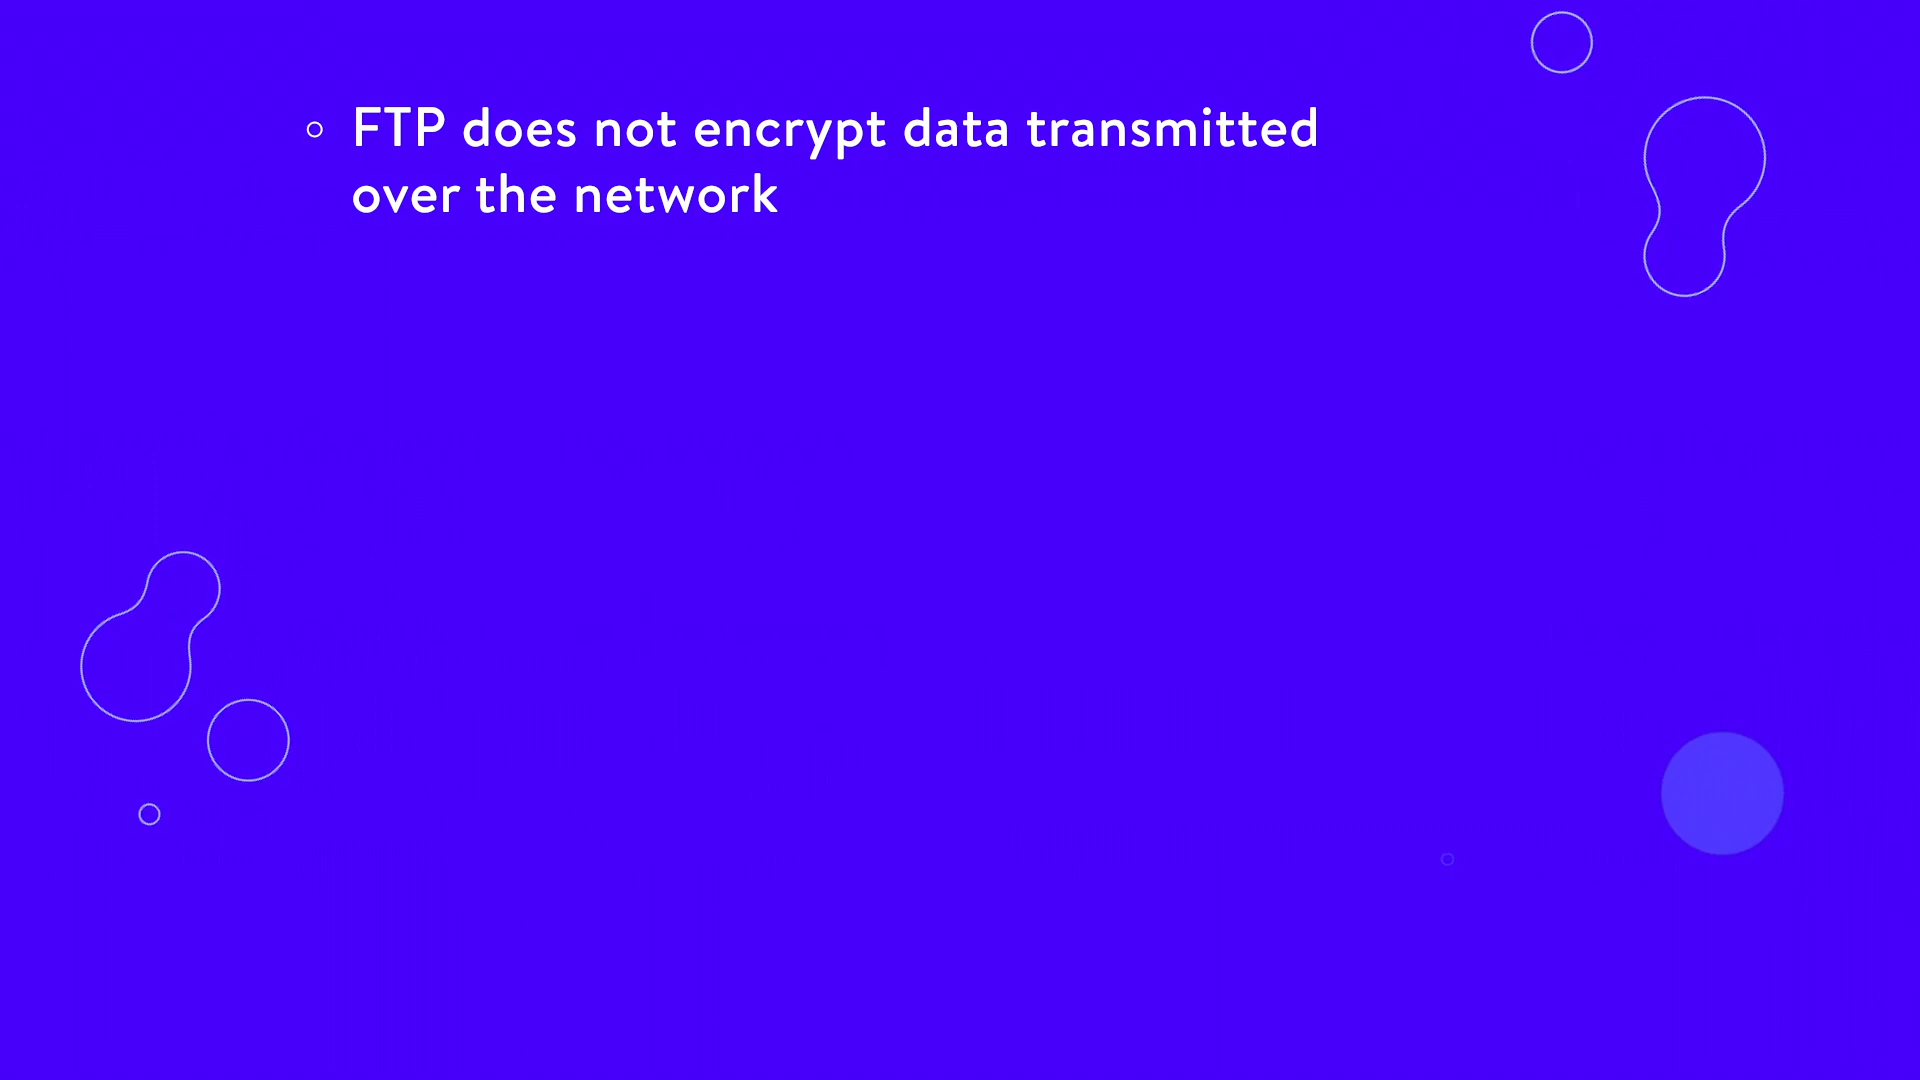 FTP does not encrypt data transmitted
over the network